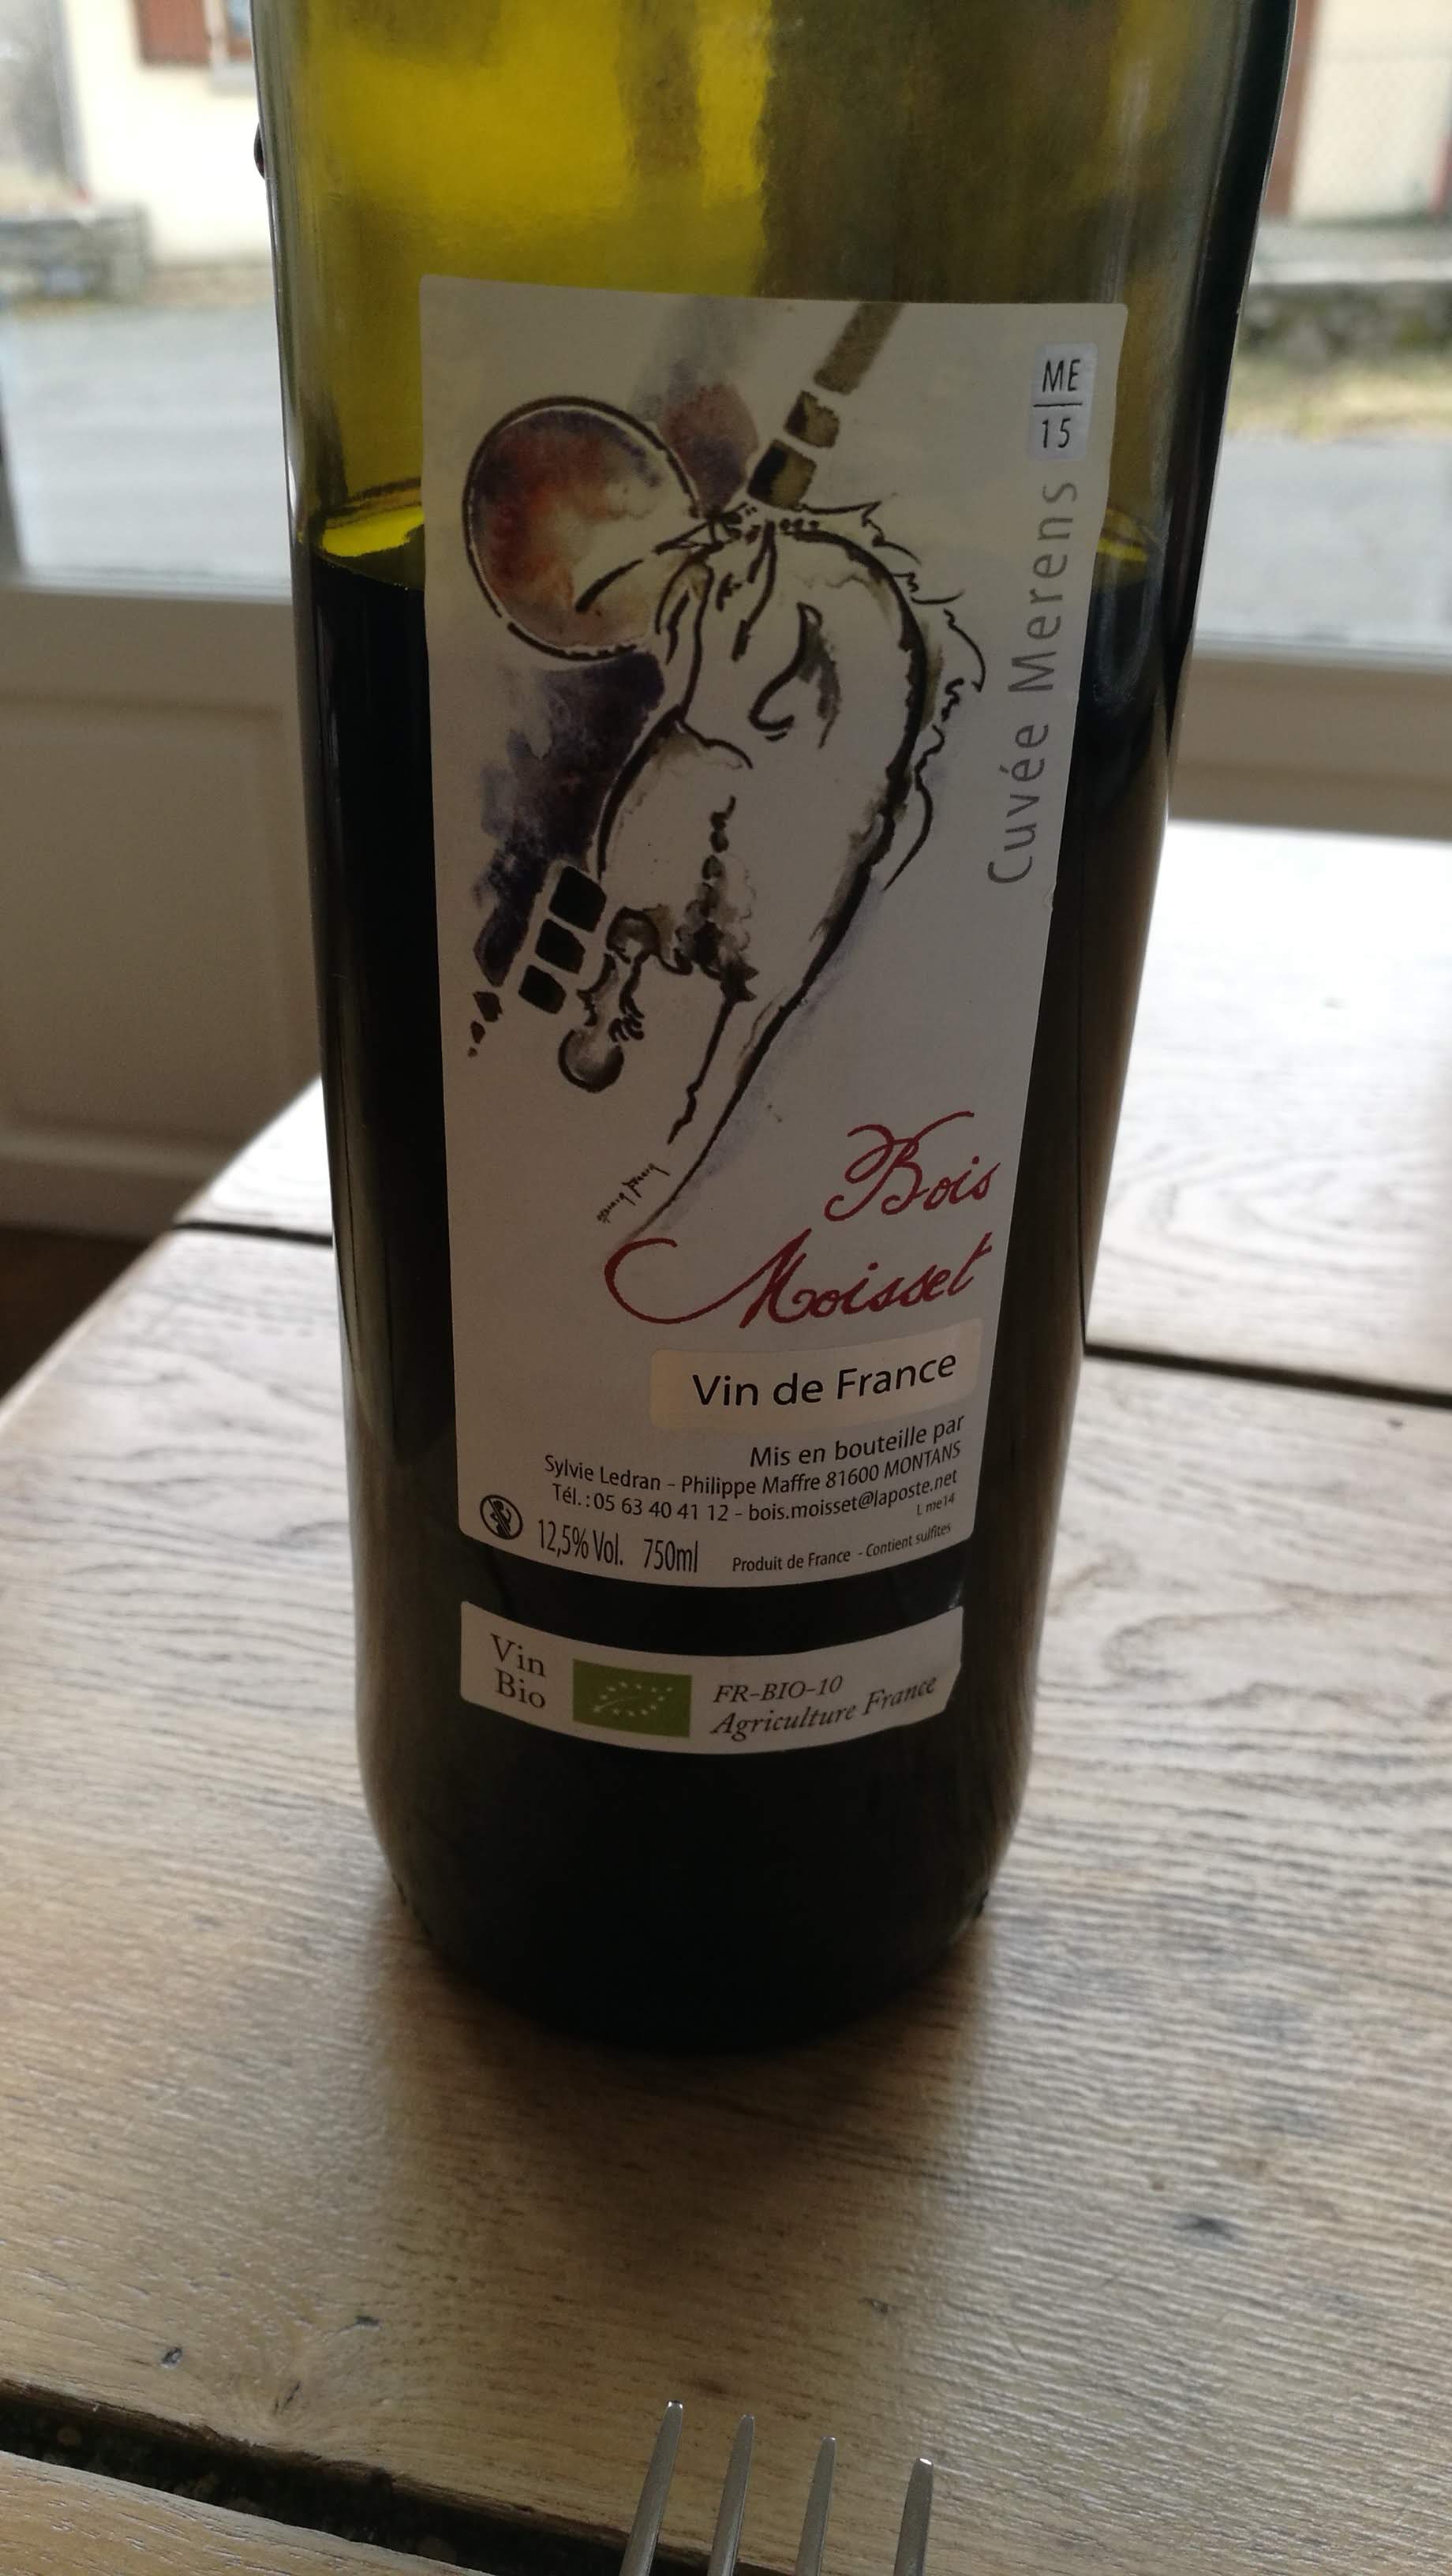 ME
15
Cuvée Merens
Bois
Moisset
Vin de France
Mis en bouteille par
Sylvie Ledran - Philippe Maffre 81600 MONTANS
Tél. : 05 63 40 41 12 - bois.moisset@laposte.net
L me14
12,5% Vol. 750ml Produit de France - Contient sulfites
Vin
Bio
FR-BIO-10
Agriculture France